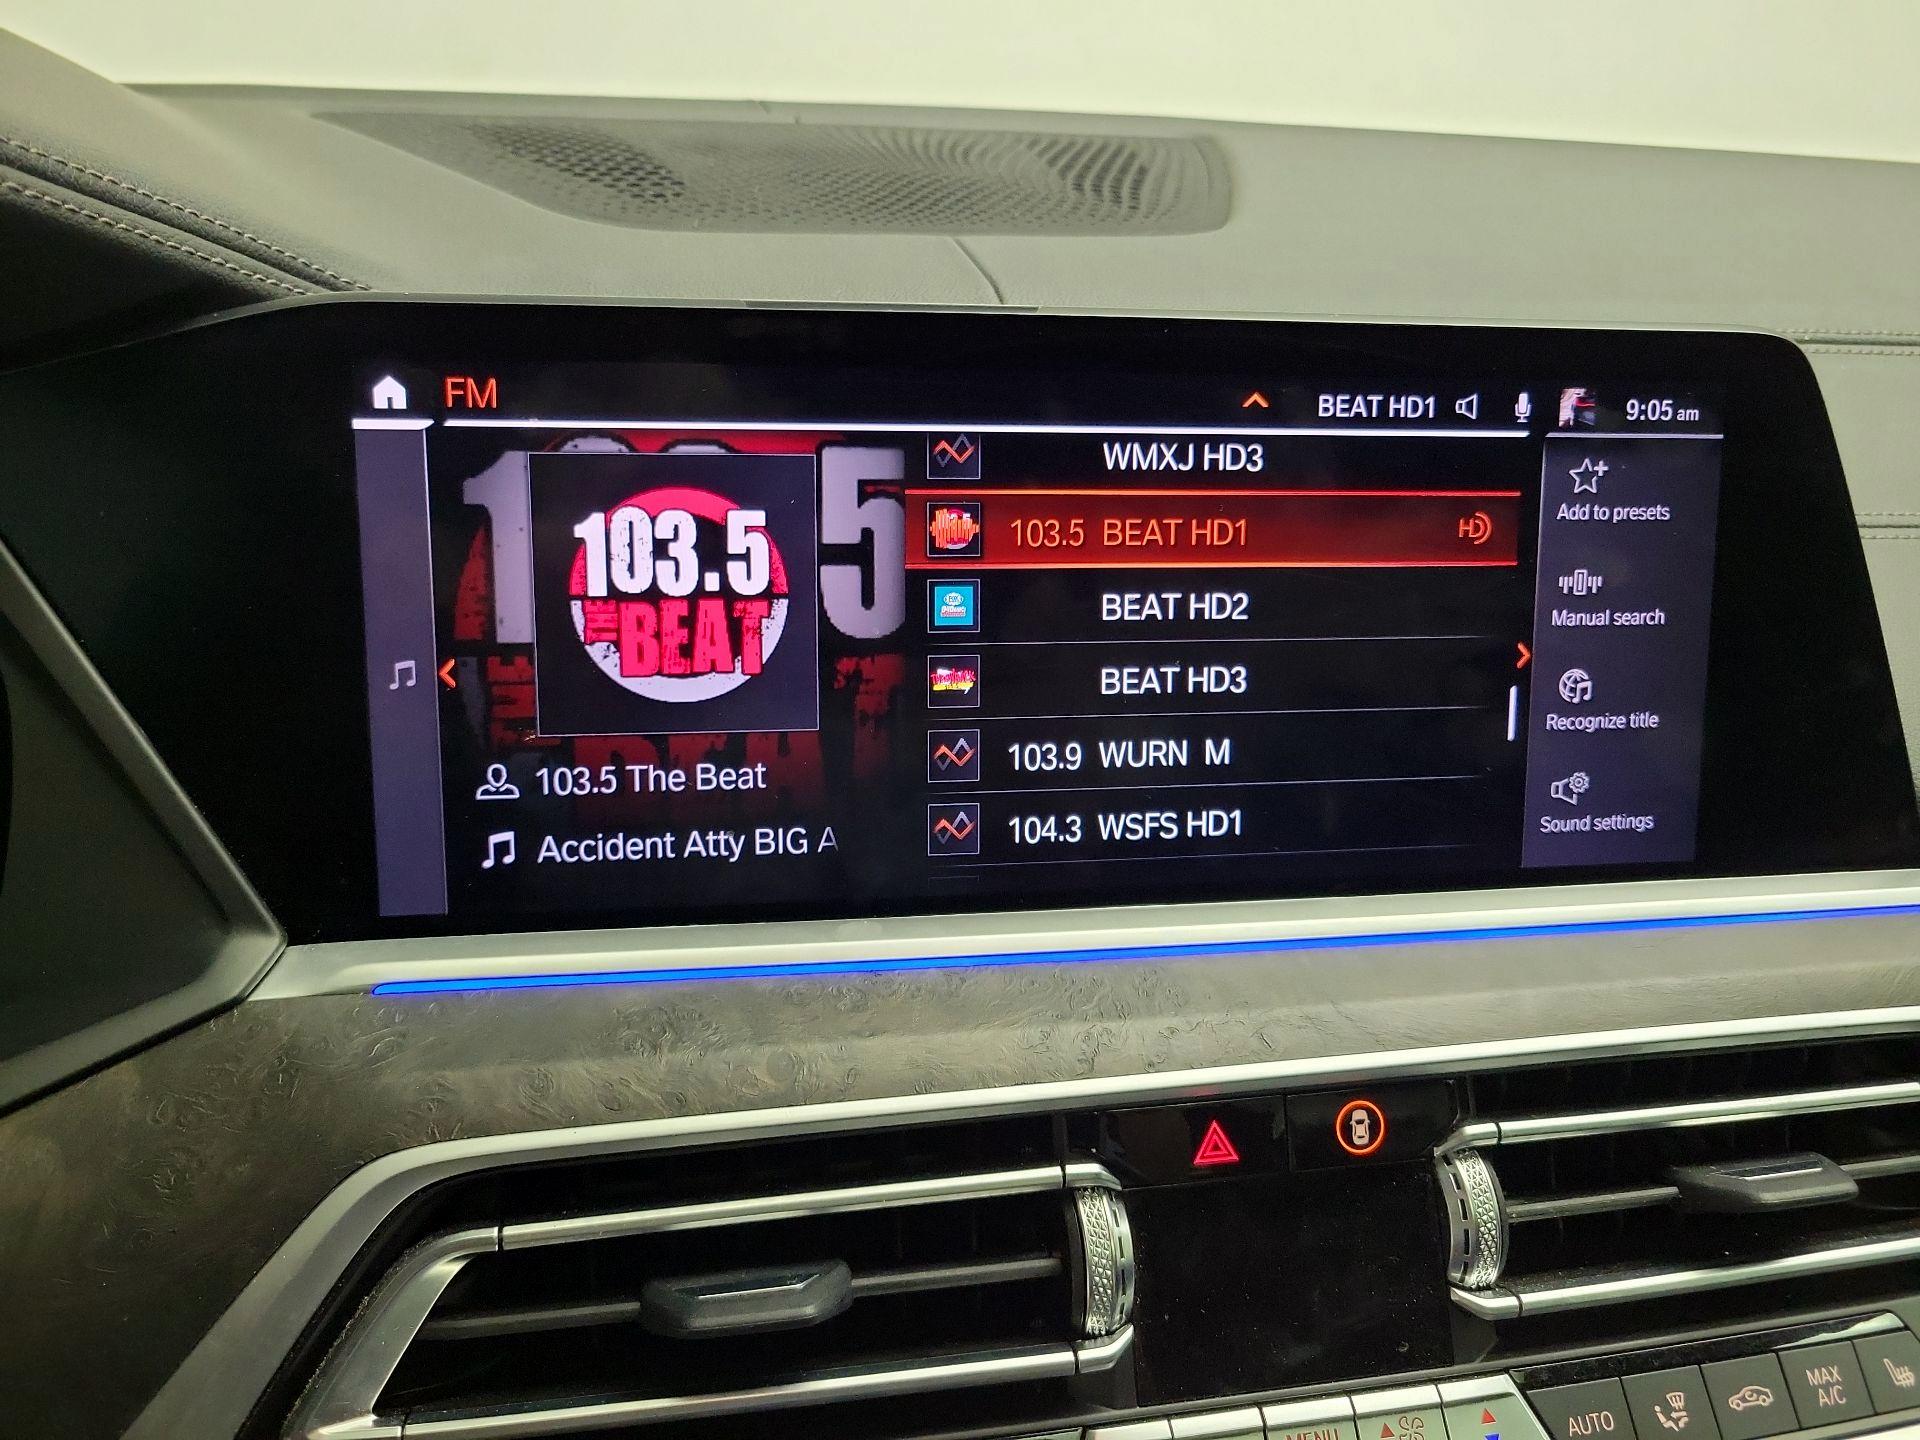 FM
BEAT HD1
9:05 am
103.5
THE
BEAT
103.5 The Beat
Accident Atty BIG A
WMXJ HD3
103.5 BEAT HD1
HD
BEAT HD2
BEAT HD3
103.9 WURN M
104.3 WSFS HD1
Add to presets
Manual search
Recognize title
Sound settings
MENU
AUTO
MAX
A/C